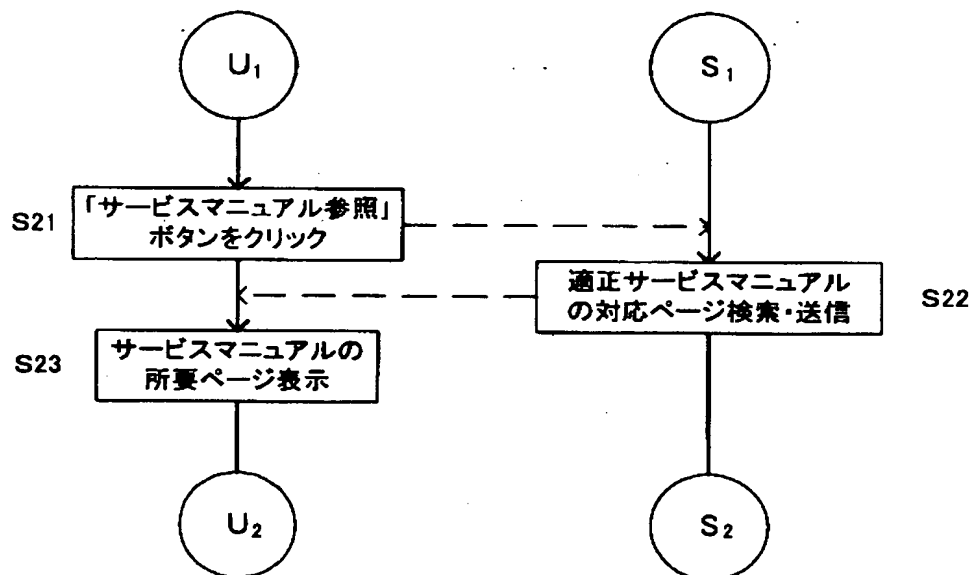 U₁
S₁
S21
「サービスマニュアル参照」
ボタンをクリック
適正サービスマニュアル
の対応ページ検索・送信
S22
S23
サービスマニュアルの
所要ページ表示
U₂
S₂